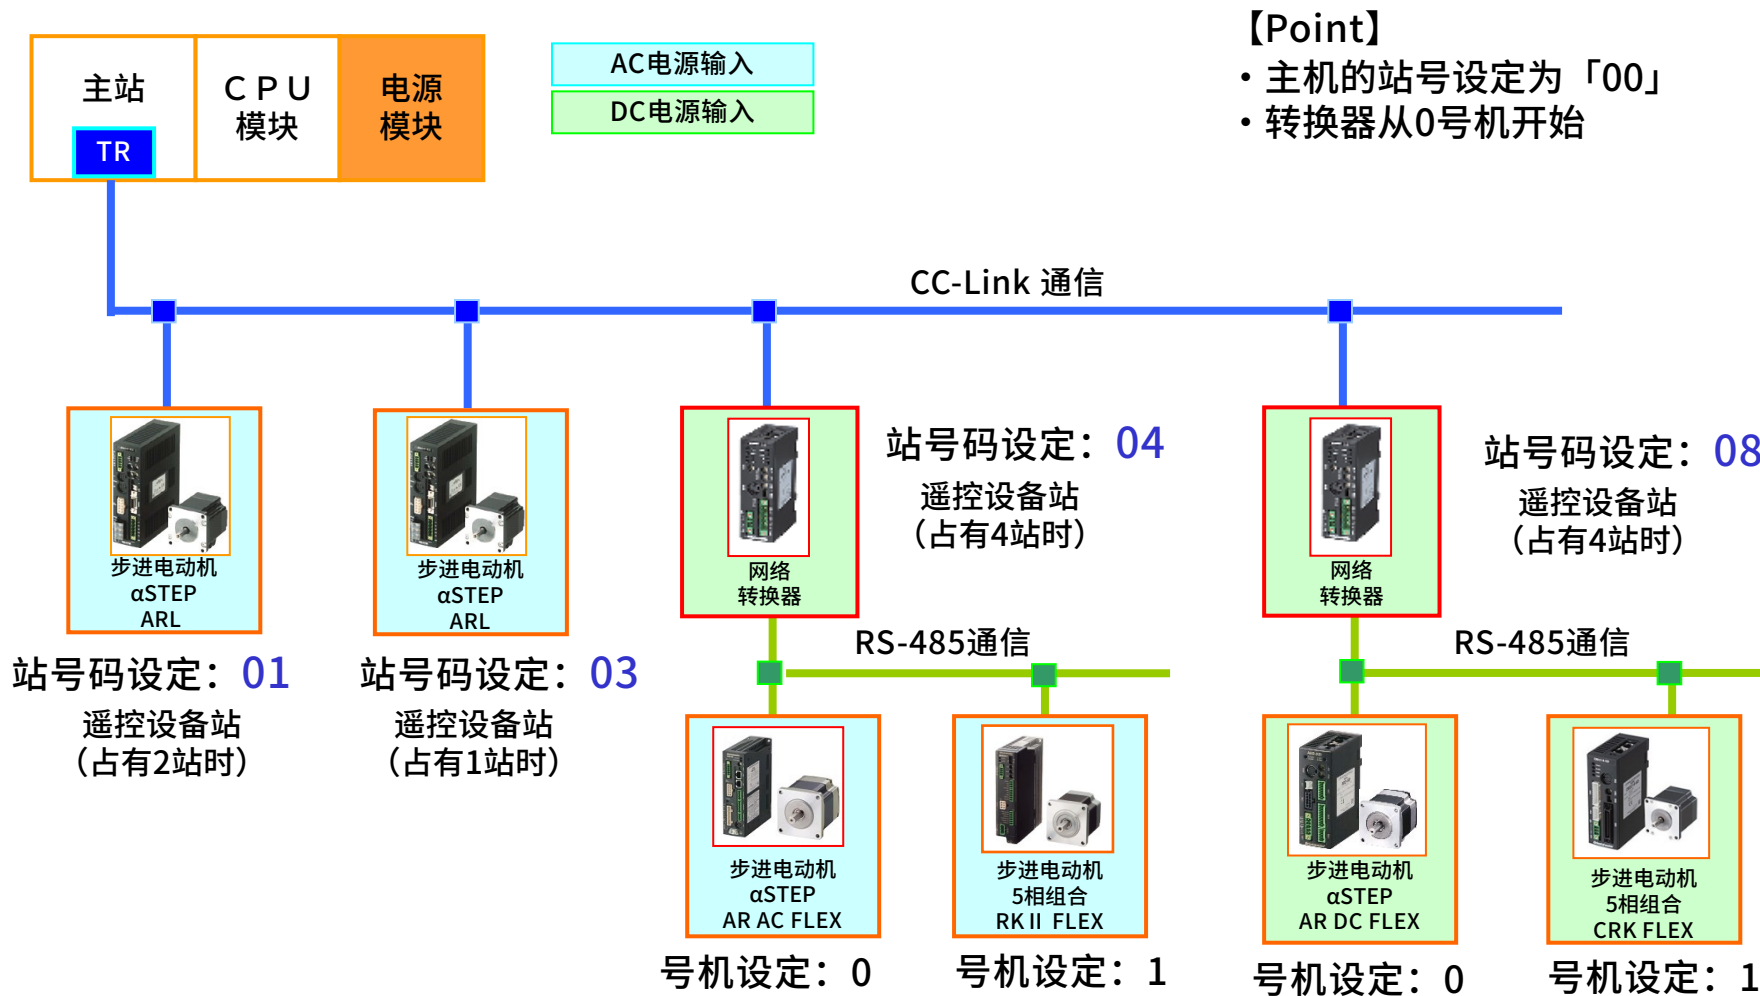 主站
TR
ＣＰＵ
模块
电源
模块
AC电源输入
DC电源输入
【Point】
・主机的站号设定为「00」
・转换器从0号机开始
CC-Link 通信
步进电动机
αSTEP
ARL
站号码设定：01
遥控设备站
（占有2站时）
步进电动机
αSTEP
ARL
站号码设定：03
遥控设备站
（占有1站时）
网络
转换器
站号码设定：04
遥控设备站
（占有4站时）
网络
转换器
站号码设定：08
遥控设备站
（占有4站时）
RS-485通信
RS-485通信
步进电动机
αSTEP
AR AC FLEX
号机设定：0
步进电动机
5相组合
RKⅡ FLEX
号机设定：1
步进电动机
αSTEP
AR DC FLEX
号机设定：0
步进电动机
5相组合
CRK FLEX
号机设定：1